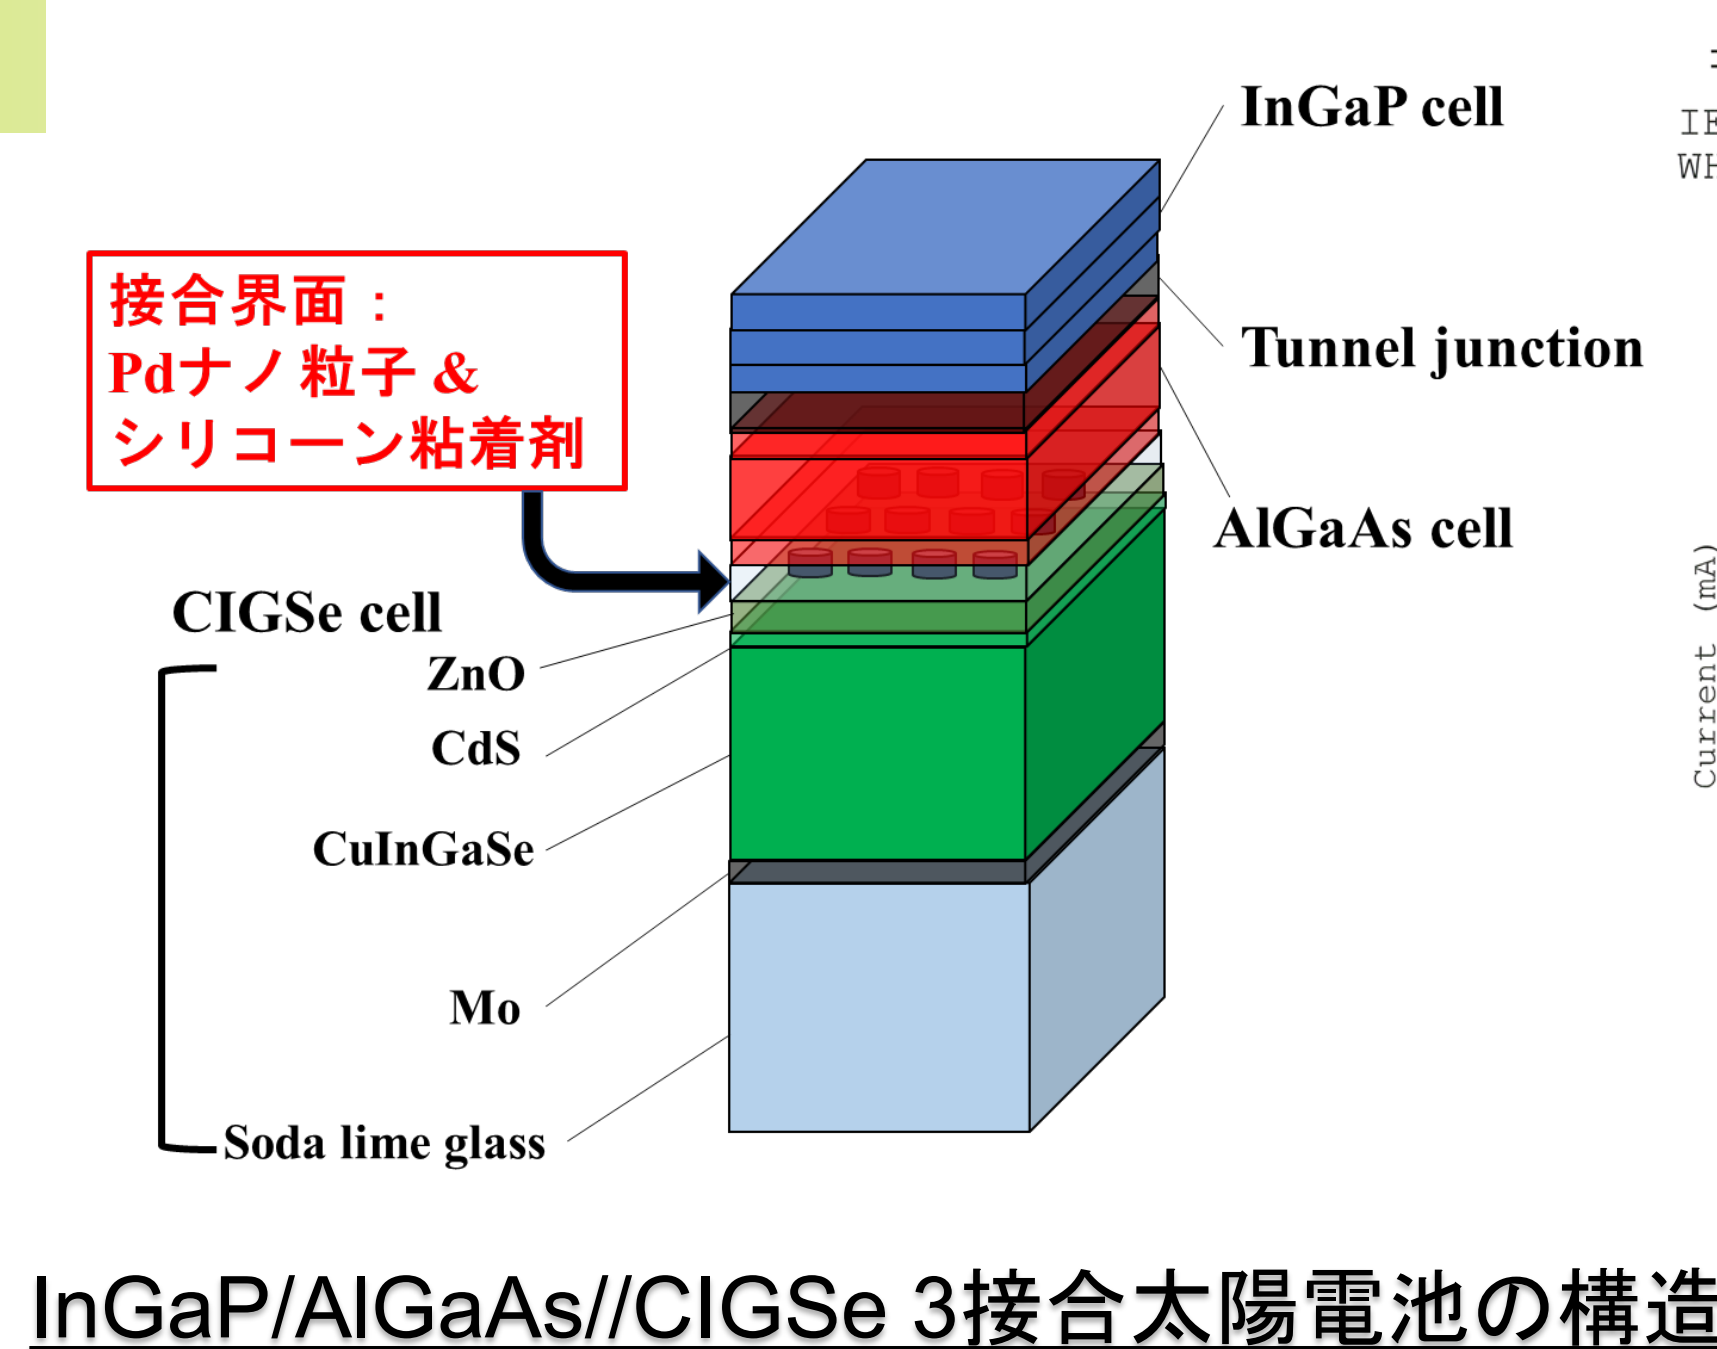 InGaP cell
Tunnel junction
AlGaAs cell
接合界面：
Pdナノ粒子&
シリコーン粘着剤
CIGSe cell
ZnO
CdS
CuInGaSe
Mo
Soda lime glass
Current (mA)
InGaP/AlGaAs//CIGSe 3接合太陽電池の構造